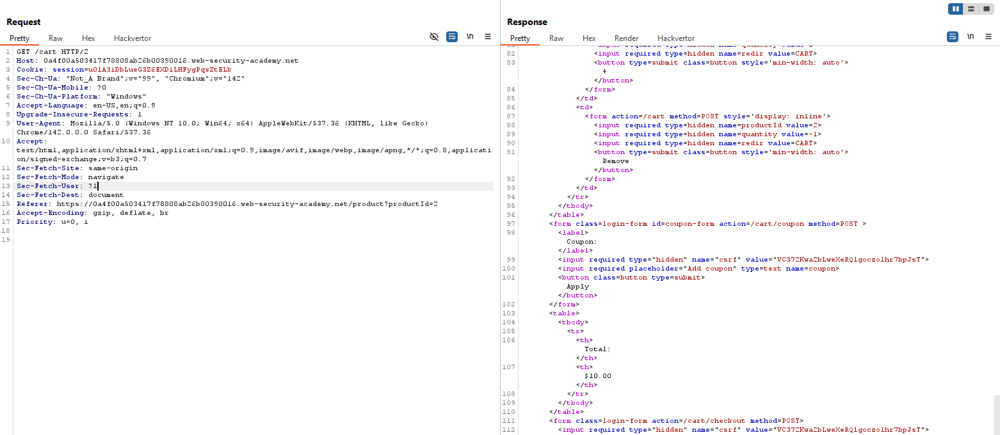 Request
Pretty Raw Hex Hackvertor \n
1 GET /cart HTTP/2
2 Host: 0a4f00a503417f78808ab26b00390016.web-security-academy.net
3 Cookie: session=u0lA3iDbLueG3Z6EXDiLHFygPqsZtELk
4 Sec-Ch-Ua: "Not_A Brand";v="99", "Chromium";v="142"
5 Sec-Ch-Ua-Mobile: ?0
6 Sec-Ch-Ua-Platform: "Windows"
7 Accept-Language: en-US,en;q=0.9
8 Upgrade-Insecure-Requests: 1
9 User-Agent: Mozilla/5.0 (Windows NT 10.0; Win64; x64) AppleWebKit/537.36 (KHTML, like Gecko)
Chrome/142.0.0.0 Safari/537.36
10 Accept:
text/html,application/xhtml+xml,application/xml;q=0.9,image/avif,image/webp,image/apng,*/*;q=0.8,applicati
on/signed-exchange;v=b3;q=0.7
11 Sec-Fetch-Site: same-origin
12 Sec-Fetch-Mode: navigate
13 Sec-Fetch-User: ?1
14 Sec-Fetch-Dest: document
15 Referer: https://0a4f00a503417f78808ab26b00390016.web-security-academy.net/product?productId=2
16 Accept-Encoding: gzip, deflate, br
17 Priority: u=0, i
18
19
Response
Pretty Raw Hex Render Hackvertor \n
82 <input required type=hidden name=redir value=CART>
83 <button type=submit class=button style='min-width: auto'>
+
</button>
84 </form>
85 </td>
86 <td>
87 <form action=/cart method=POST style='display: inline'>
88 <input required type=hidden name=productId value=2>
89 <input required type=hidden name=quantity value=-1>
90 <input required type=hidden name=redir value=CART>
91 <button type=submit class=button style='min-width: auto'>
Remove
</button>
92 </form>
93 </td>
94 </tr>
95 </tbody>
96 </table>
97 <form class=login-form id=coupon-form action=/cart/coupon method=POST >
98 <label>
Coupon:
</label>
99 <input required type="hidden" name="csrf" value="VC372Kwa2bLweXeRQlgoczolhr7bpJsT">
100 <input required placeholder="Add coupon" type=text name=coupon>
101 <button class=button type=submit>
Apply
</button>
102 </form>
103 <table>
104 <tbody>
105 <tr>
106 <th>
Total:
</th>
107 <th>
$10.00
</th>
108 </tr>
109 </tbody>
110 </table>
111 <form class=login-form action=/cart/checkout method=POST>
112 <input required type="hidden" name="csrf" value="VC372Kwa2bLweXeRQlgoczolhr7bpJsT">